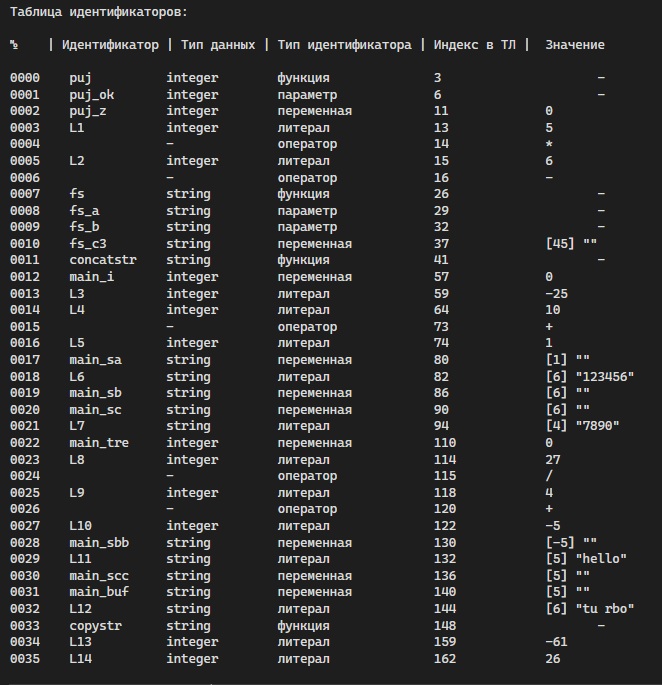 Таблица идентификаторов:
№ | Идентификатор | Тип данных | Тип идентификатора | Индекс в ТЛ | Значение
0000 puj integer функция 3 -
0001 puj_ok integer параметр 6 -
0002 puj_z integer переменная 11 0
0003 L1 integer литерал 13 5
0004 - оператор 14 *
0005 L2 integer литерал 15 6
0006 - оператор 16 -
0007 fs string функция 26 -
0008 fs_a string параметр 29 -
0009 fs_b string параметр 32 -
0010 fs_c3 string переменная 37 [45] ""
0011 concatstr string функция 41 -
0012 main_i integer переменная 57 0
0013 L3 integer литерал 59 -25
0014 L4 integer литерал 64 10
0015 - оператор 73 +
0016 L5 integer литерал 74 1
0017 main_sa string переменная 80 [1] ""
0018 L6 string литерал 82 [6] "123456"
0019 main_sb string переменная 86 [6] ""
0020 main_sc string переменная 90 [6] ""
0021 L7 string литерал 94 [4] "7890"
0022 main_tre integer переменная 110 0
0023 L8 integer литерал 114 27
0024 - оператор 115 /
0025 L9 integer литерал 118 4
0026 - оператор 120 +
0027 L10 integer литерал 122 -5
0028 main_sbb string переменная 130 [-5] ""
0029 L11 string литерал 132 [5] "hello"
0030 main_scc string переменная 136 [5] ""
0031 main_buf string переменная 140 [5] ""
0032 L12 string литерал 144 [6] "tu rbo"
0033 copystr string функция 148 -
0034 L13 integer литерал 159 -61
0035 L14 integer литерал 162 26